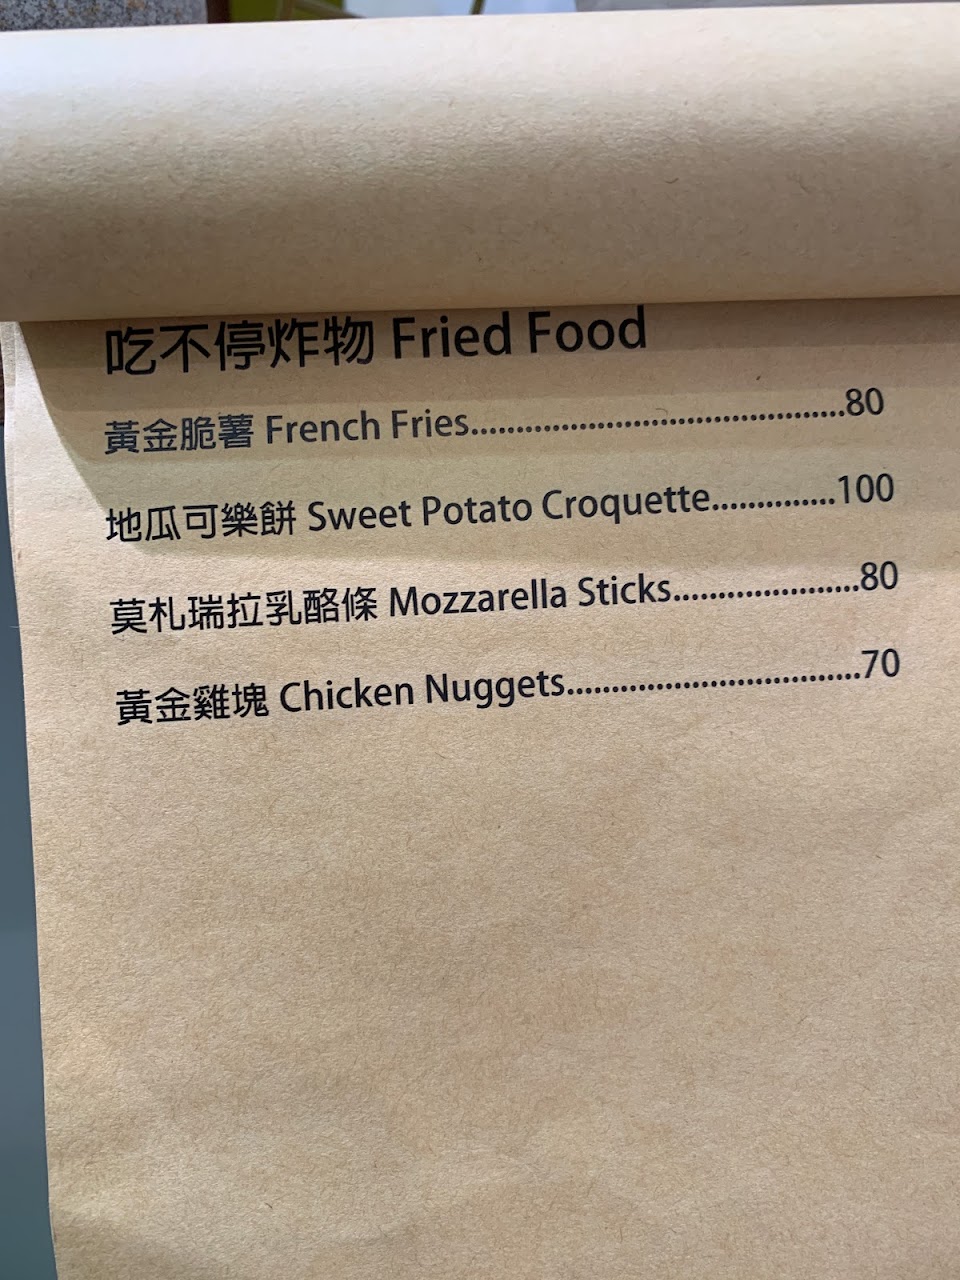 吃不停炸物 Fried Food
黃金脆薯 French Fries..........................................80
地瓜可樂餅 Sweet Potato Croquette..............100
莫札瑞拉乳酪條 Mozzarella Sticks.....................80
黃金雞塊 Chicken Nuggets.................................70